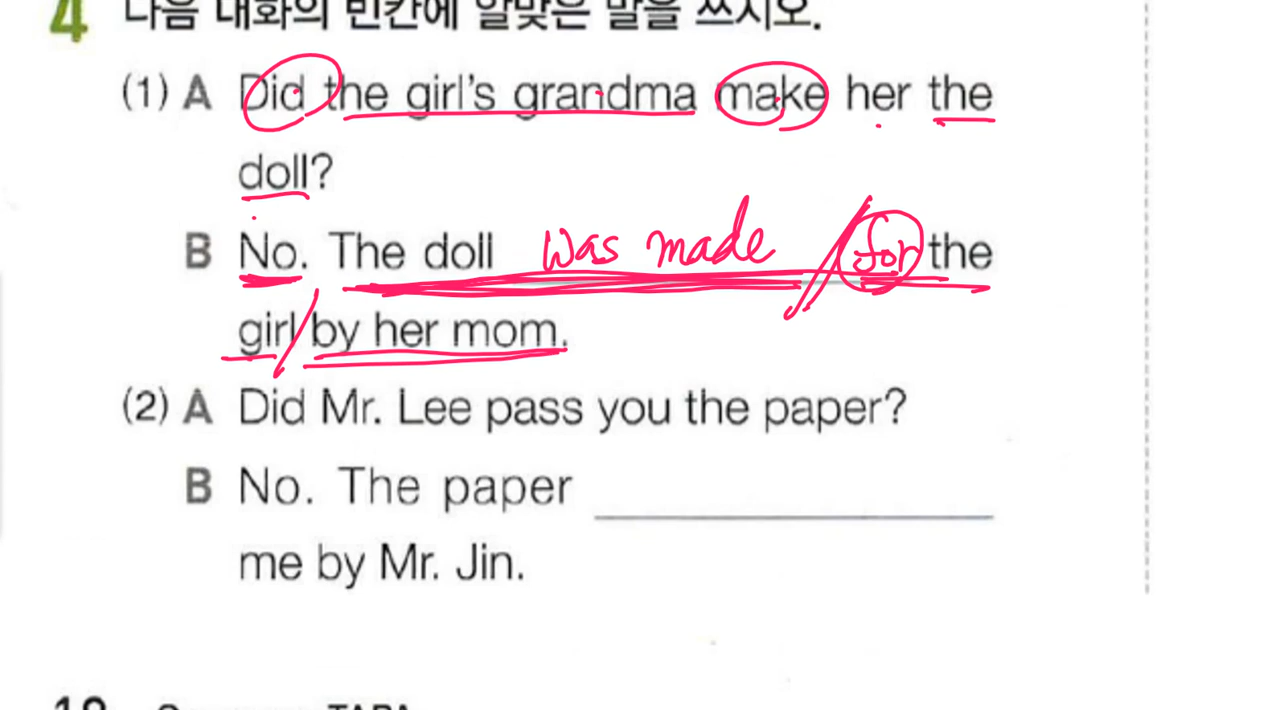 4 다음 대화의 빈칸에 알맞은 말을 쓰시오.
(1) A Did the girl's grandma make her the
doll?
B No. The doll was made for the
girl by her mom.
(2) A Did Mr. Lee pass you the paper?
B No. The paper
me by Mr. Jin.